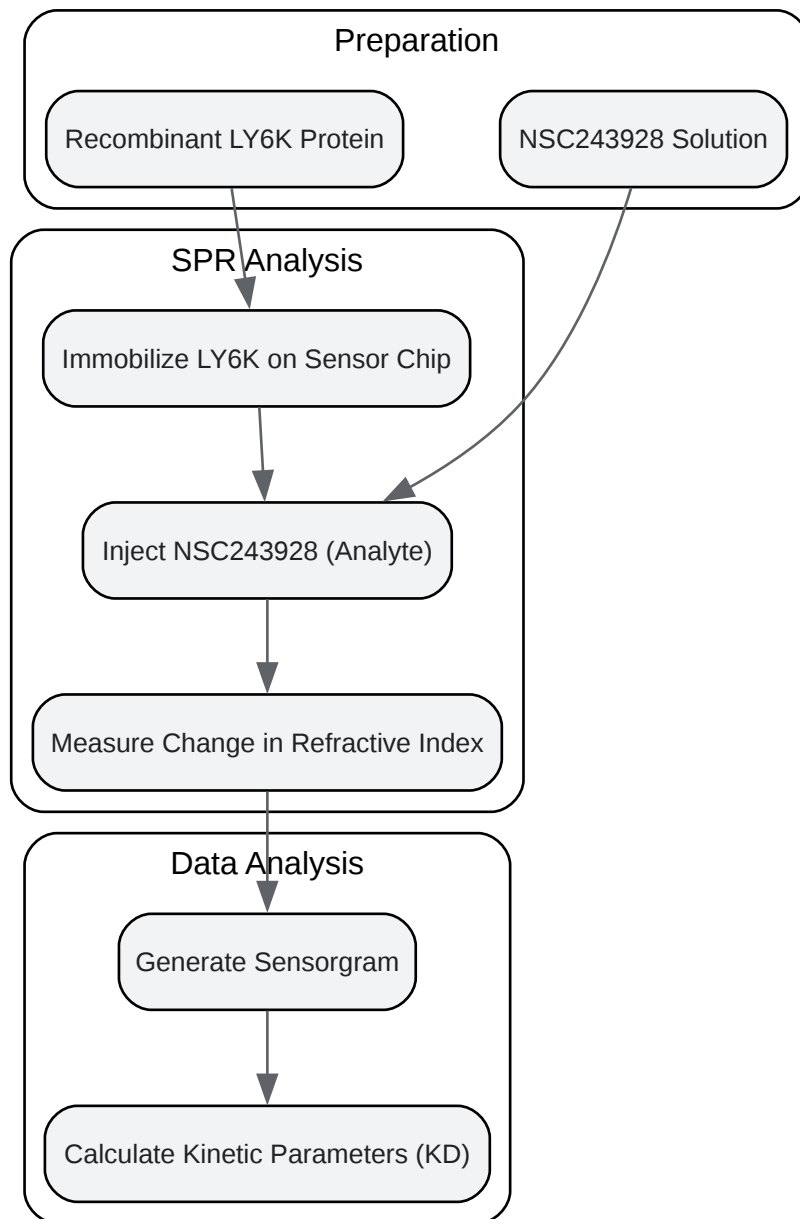 Preparation
Recombinant LY6K Protein
NSC243928 Solution
SPR Analysis
Immobilize LY6K on Sensor Chip
Inject NSC243928 (Analyte)
Measure Change in Refractive Index
Data Analysis
Generate Sensorgram
Calculate Kinetic Parameters (KD)